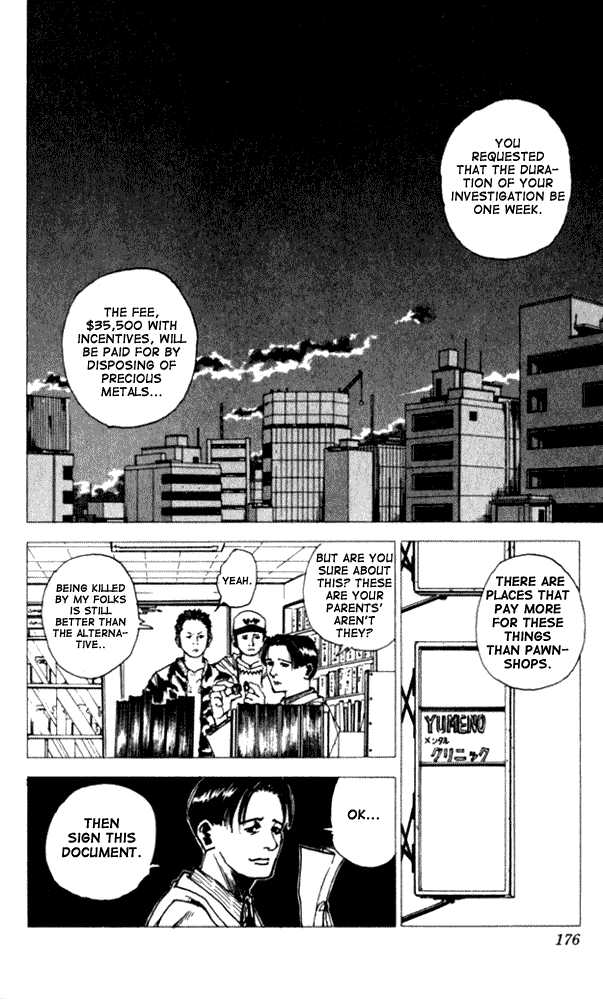 YOU
REQUESTED
THAT THE DURA-
TION OF YOUR
INVESTIGATION BE
ONE WEEK.
THE FEE,
$35,500 WITH
INCENTIVES, WILL
BE PAID FOR BY
DISPOSING OF
PRECIOUS
METALS...
THERE ARE
PLACES THAT
PAY MORE
FOR THESE
THINGS
THAN PAWN-
SHOPS.
YUMENO
メンタル
クリニック
BUT ARE YOU
SURE ABOUT
THIS? THESE
ARE YOUR
PARENTS'
AREN'T
THEY?
YEAH.
BEING KILLED
BY MY FOLKS
IS STILL
BETTER THAN
THE ALTERNA-
TIVE..
OK...
THEN
SIGN THIS
DOCUMENT.
176